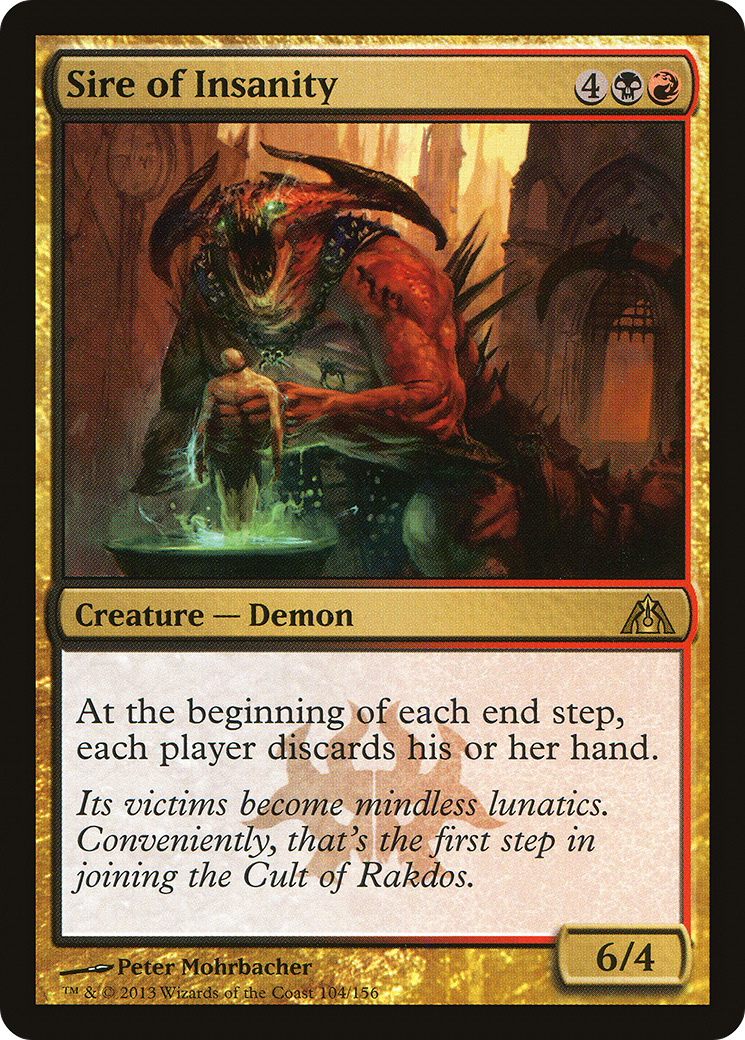 Sire of Insanity 4
Creature — Demon
At the beginning of each end step,
each player discards his or her hand.
Its victims become mindless lunatics.
Conveniently, that's the first step in
joining the Cult of Rakdos.
6/4
Peter Mohrbacher
™ & © 2013 Wizards of the Coast 104/156